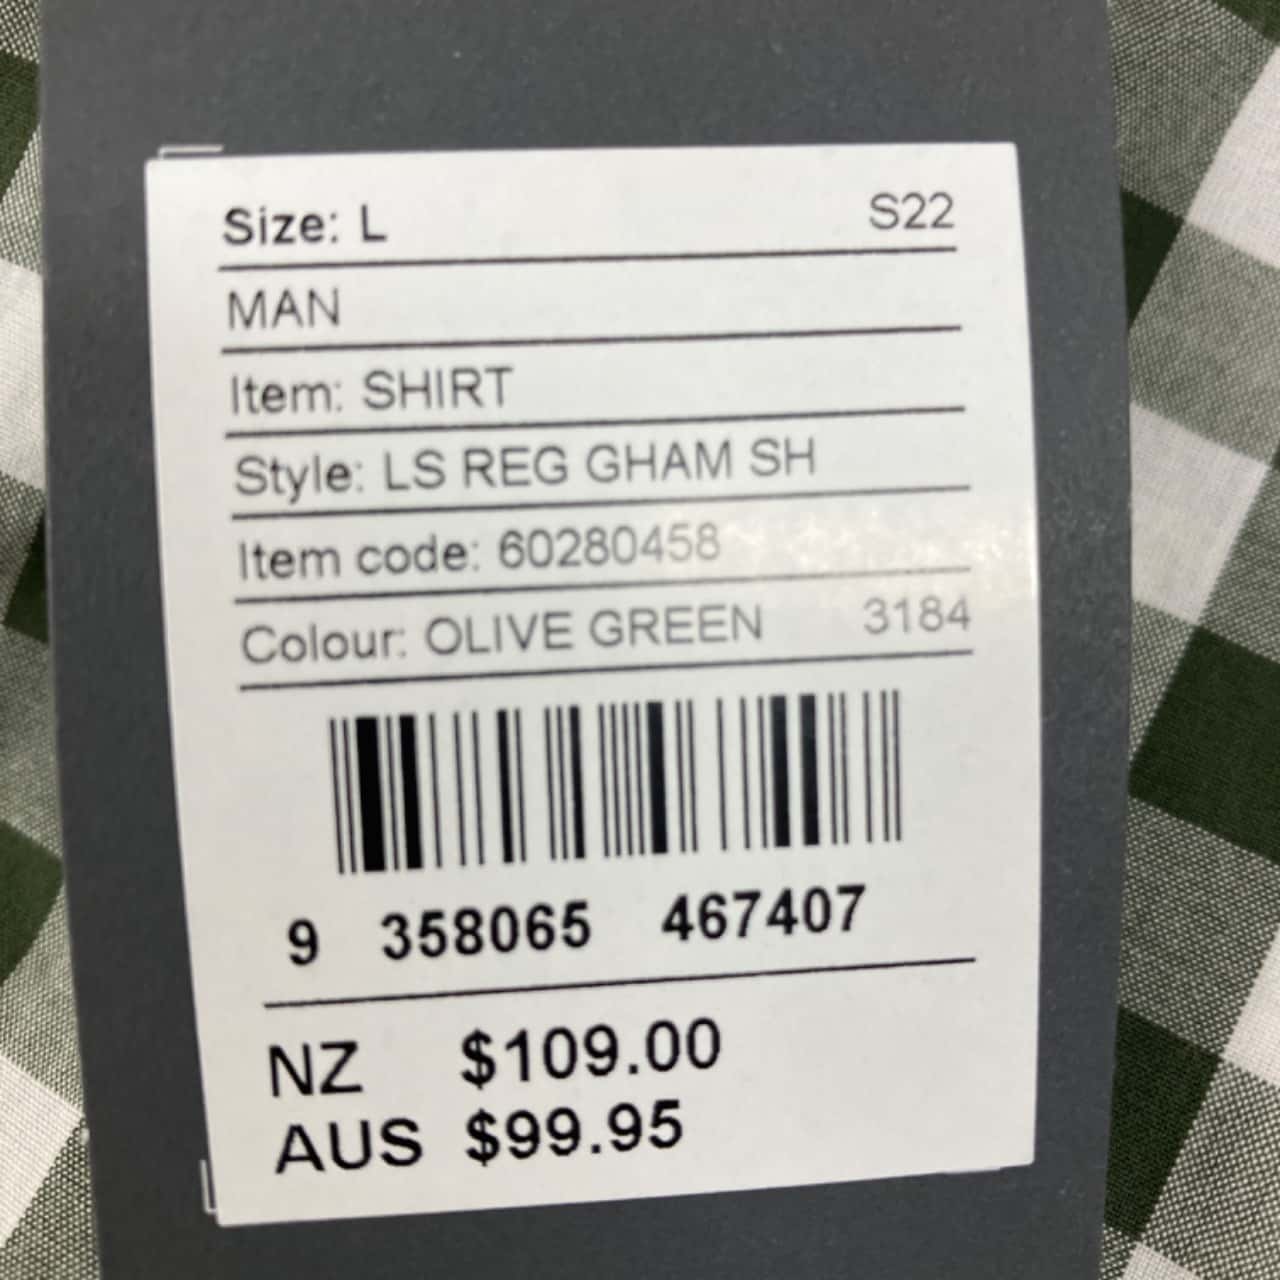 Size: L S22
MAN
Item: SHIRT
Style: LS REG GHAM SH
Item code: 60280458
Colour: OLIVE GREEN 3184
9 358065 467407
NZ $109.00
AUS $99.95